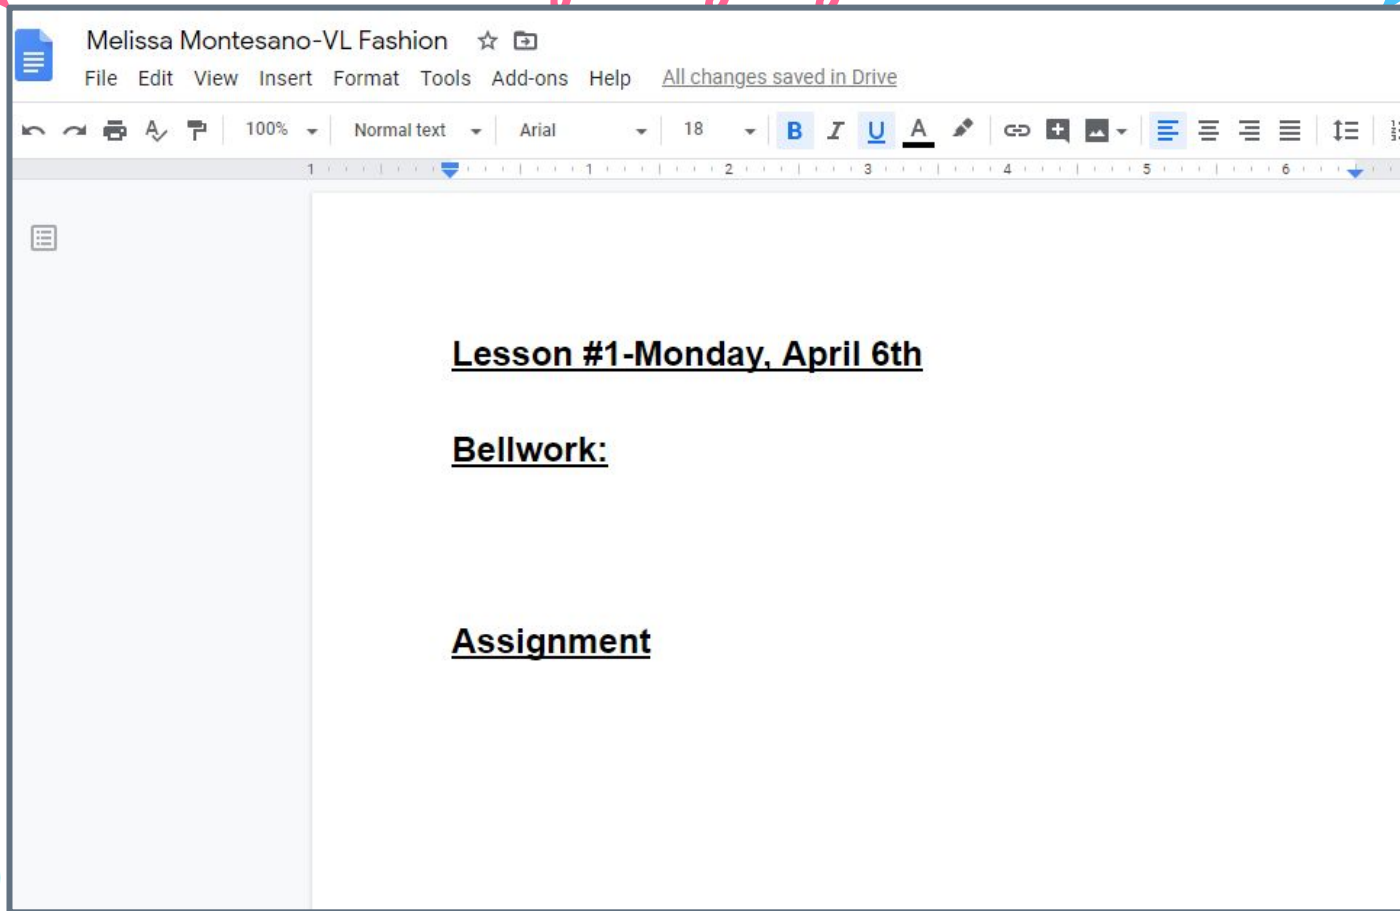 Melissa Montesano-VL Fashion
File Edit View Insert Format Tools Add-ons Help All changes saved in Drive
100% Normal text Arial 18 B I U A
1 1 2 3 4 5 6
Lesson #1-Monday, April 6th
Bellwork:
Assignment